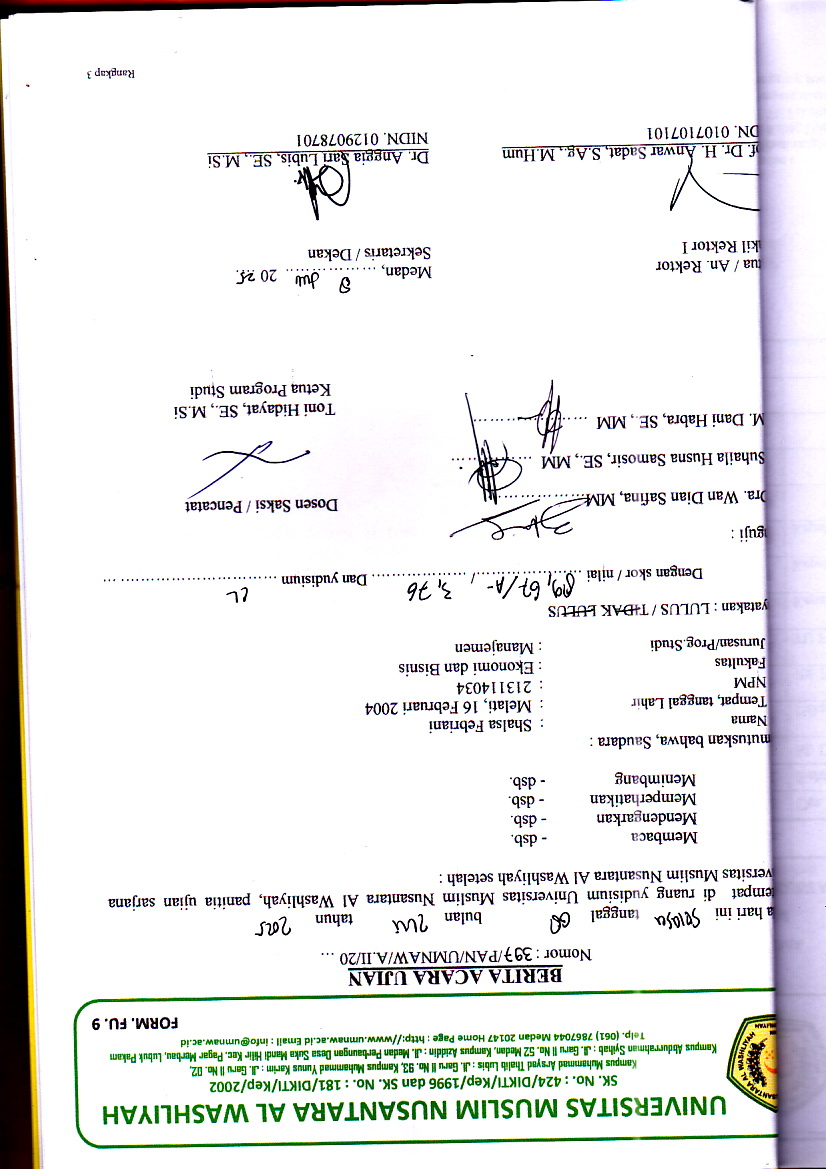 UNIVERSITAS MUSLIM NUSANTARA AL WASHLIYAH
SK. No. : 424/DIKTI/Kep/1996 dan SK. No. : 181/DIKTI/Kep/2002
Kampus Muhammad Arsyad Thalib Lubis : Jl. Garu II No. 93, Kampus Muhammad Yunus Karim : Jl. Garu II No. 02,
Kampus Abdurrahman Syihab : Jl. Garu II No. 52 Medan, Kampus Aziddin : Jl. Medan Perbaungan Desa Suka Mandi Hilir Kec. Pagar Merbau, Lubuk Pakam
Telp. (061) 7867044 Medan 20147 Home Page : http://www.umnaw.ac.id Email : info@umnaw.ac.id
FORM. FU. 9
BERITA ACARA UJIAN
Nomor : 397/PAN/UMNAW/A.II/20 ...
a hari ini Selasa tanggal 08 bulan Juli tahun 2025
empat di ruang yudisium Universitas Muslim Nusantara Al Washliyah, panitia ujian sarjana
versitas Muslim Nusantara Al Washliyah setelah :
Membaca - dsb.
Mendengarkan - dsb.
Memperhatikan - dsb.
Menimbang - dsb.
mutuskan bahwa, Saudara :
Nama : Shalsa Febriani
Tempat, tanggal Lahir : Melati, 16 Februari 2004
NPM : 213114034
Fakultas : Ekonomi dan Bisnis
Jurusan/Prog.Studi : Manajemen
yatakan : LULUS / TIDAK LULUS
Dengan skor / nilai 89,67/A- / 3,76 Dan yudisium
guji :
Dra. Wan Dian Safina, MM
Suhaila Husna Samosir, SE., MM
M. Dani Habra, SE., MM
Dosen Saksi / Pencatat
Toni Hidayat, SE., M.Si
Ketua Program Studi
Medan, 8 Juli 2025
tua / An. Rektor
kil Rektor I
Sekretaris / Dekan
of. Dr. H. Anwar Sadat, S.Ag., M.Hum
DN. 0107107101
Dr. Anggia Sari Lubis, SE., M.Si
NIDN. 0129078701
Rangkap 3